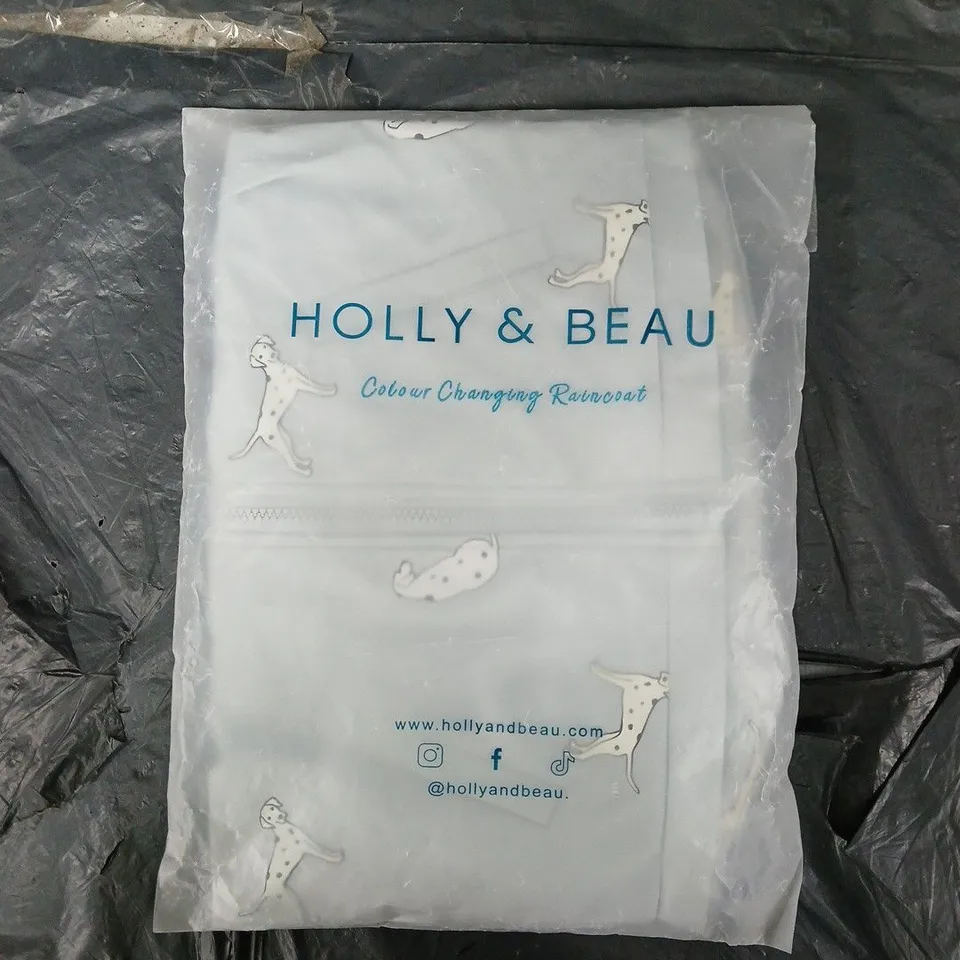 HOLLY & BEAU
Colour Changing Raincoat
www.hollyandbeau.com
@hollyandbeau.